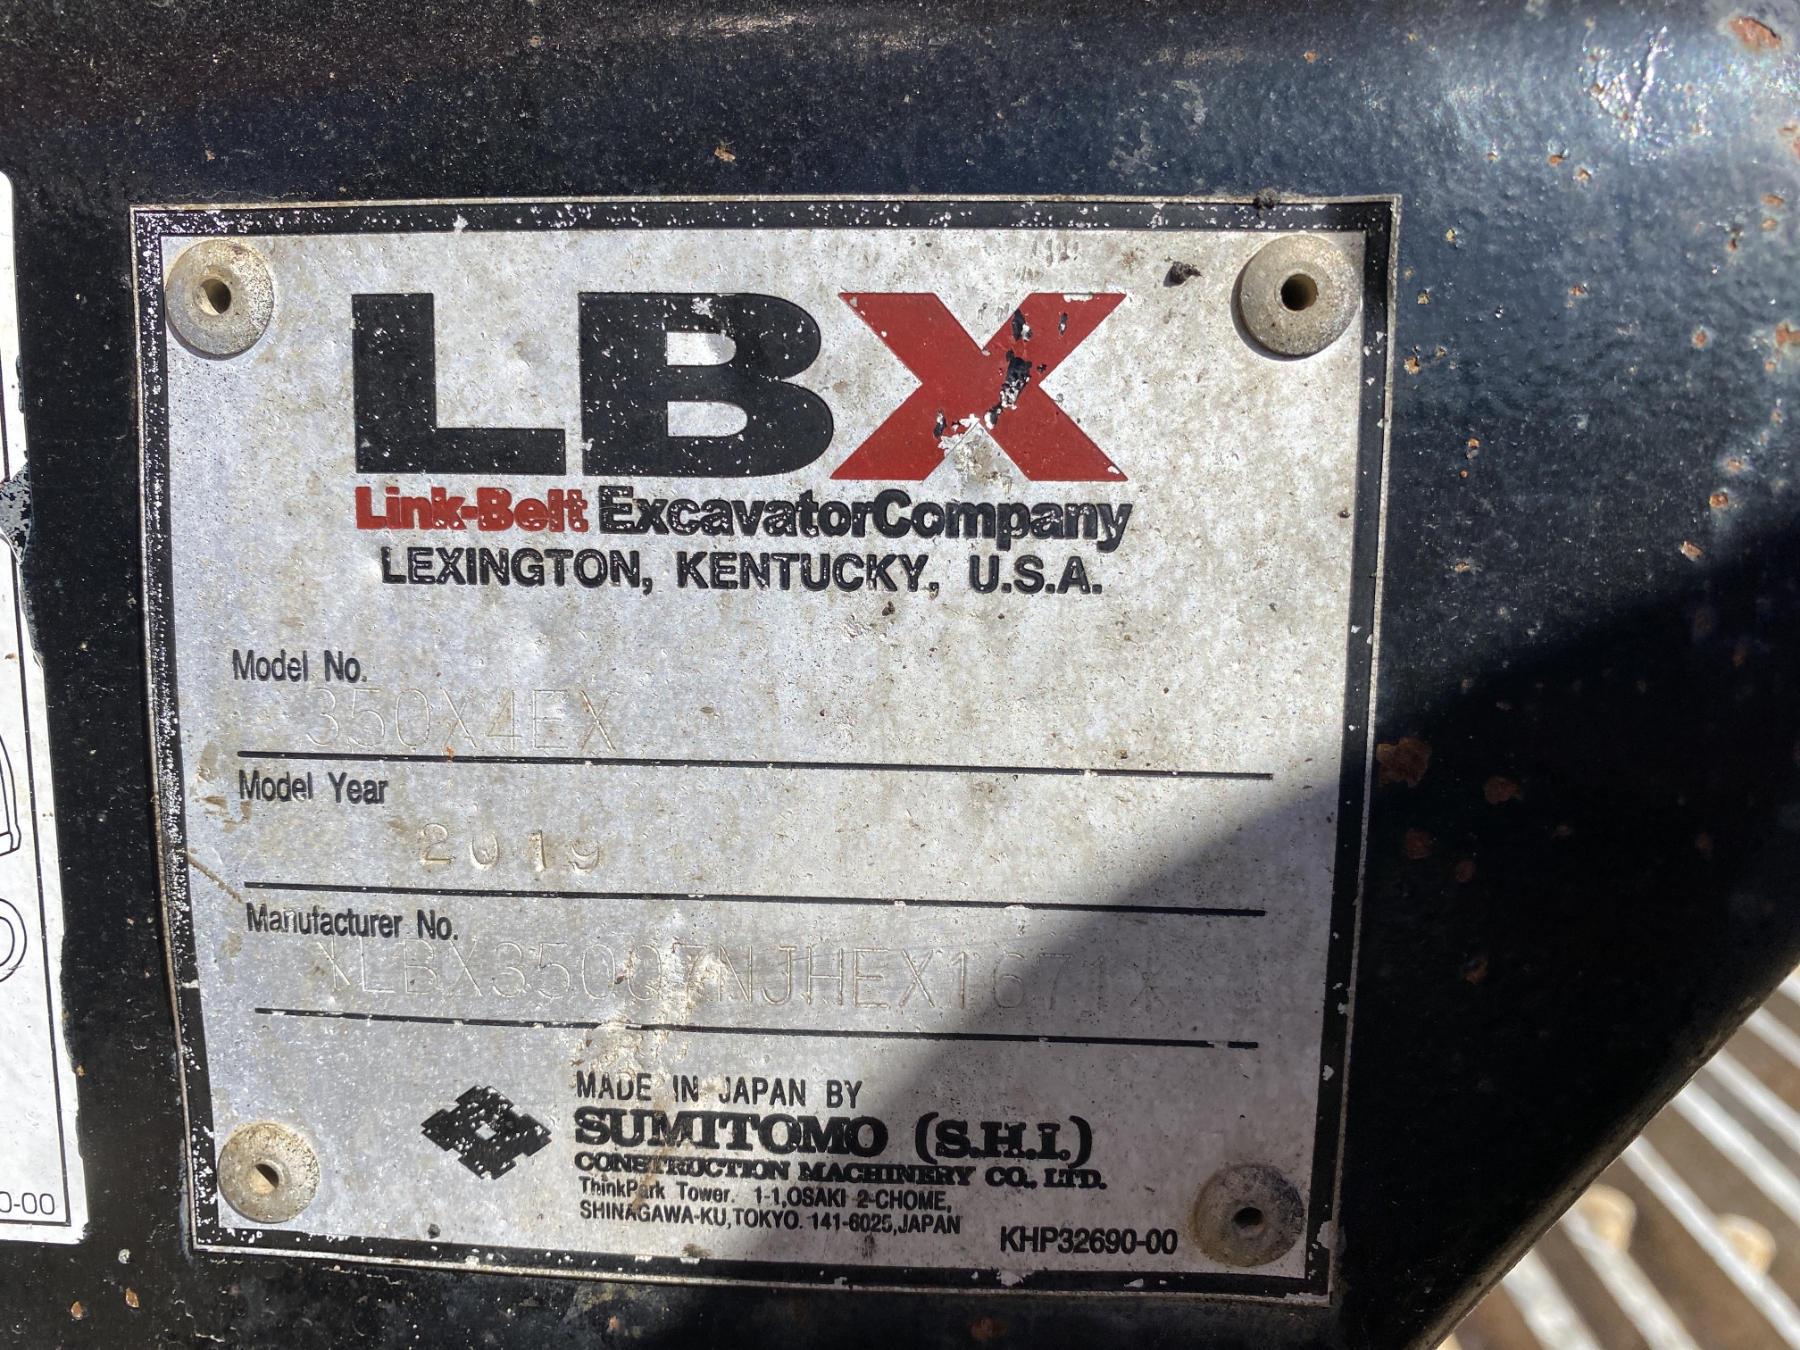 LBX
Link-Belt ExcavatorCompany
LEXINGTON, KENTUCKY, U.S.A.
Model No.
350X4EX
Model Year
2019
Manufacturer No.
MADE IN JAPAN BY
SUMITOMO (S.H.I.)
CONSTRUCTION MACHINERY CO., LTD.
ThinkPark Tower. 1-1,OSAKI 2-CHOME,
SHINAGAWA-KU,TOKYO. 141-6025,JAPAN
KHP32690-00
0-00